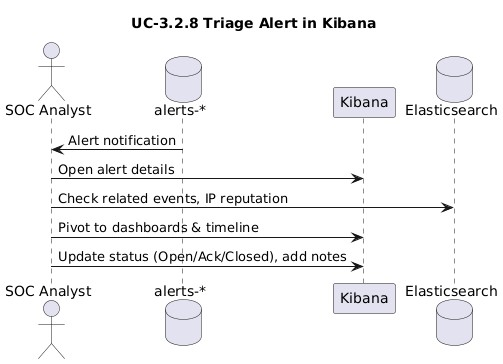 UC-3.2.8 Triage Alert in Kibana
SOC Analyst
alerts-*
Kibana
Elasticsearch
Alert notification
Open alert details
Check related events, IP reputation
Pivot to dashboards & timeline
Update status (Open/Ack/Closed), add notes
SOC Analyst
alerts-*
Kibana
Elasticsearch